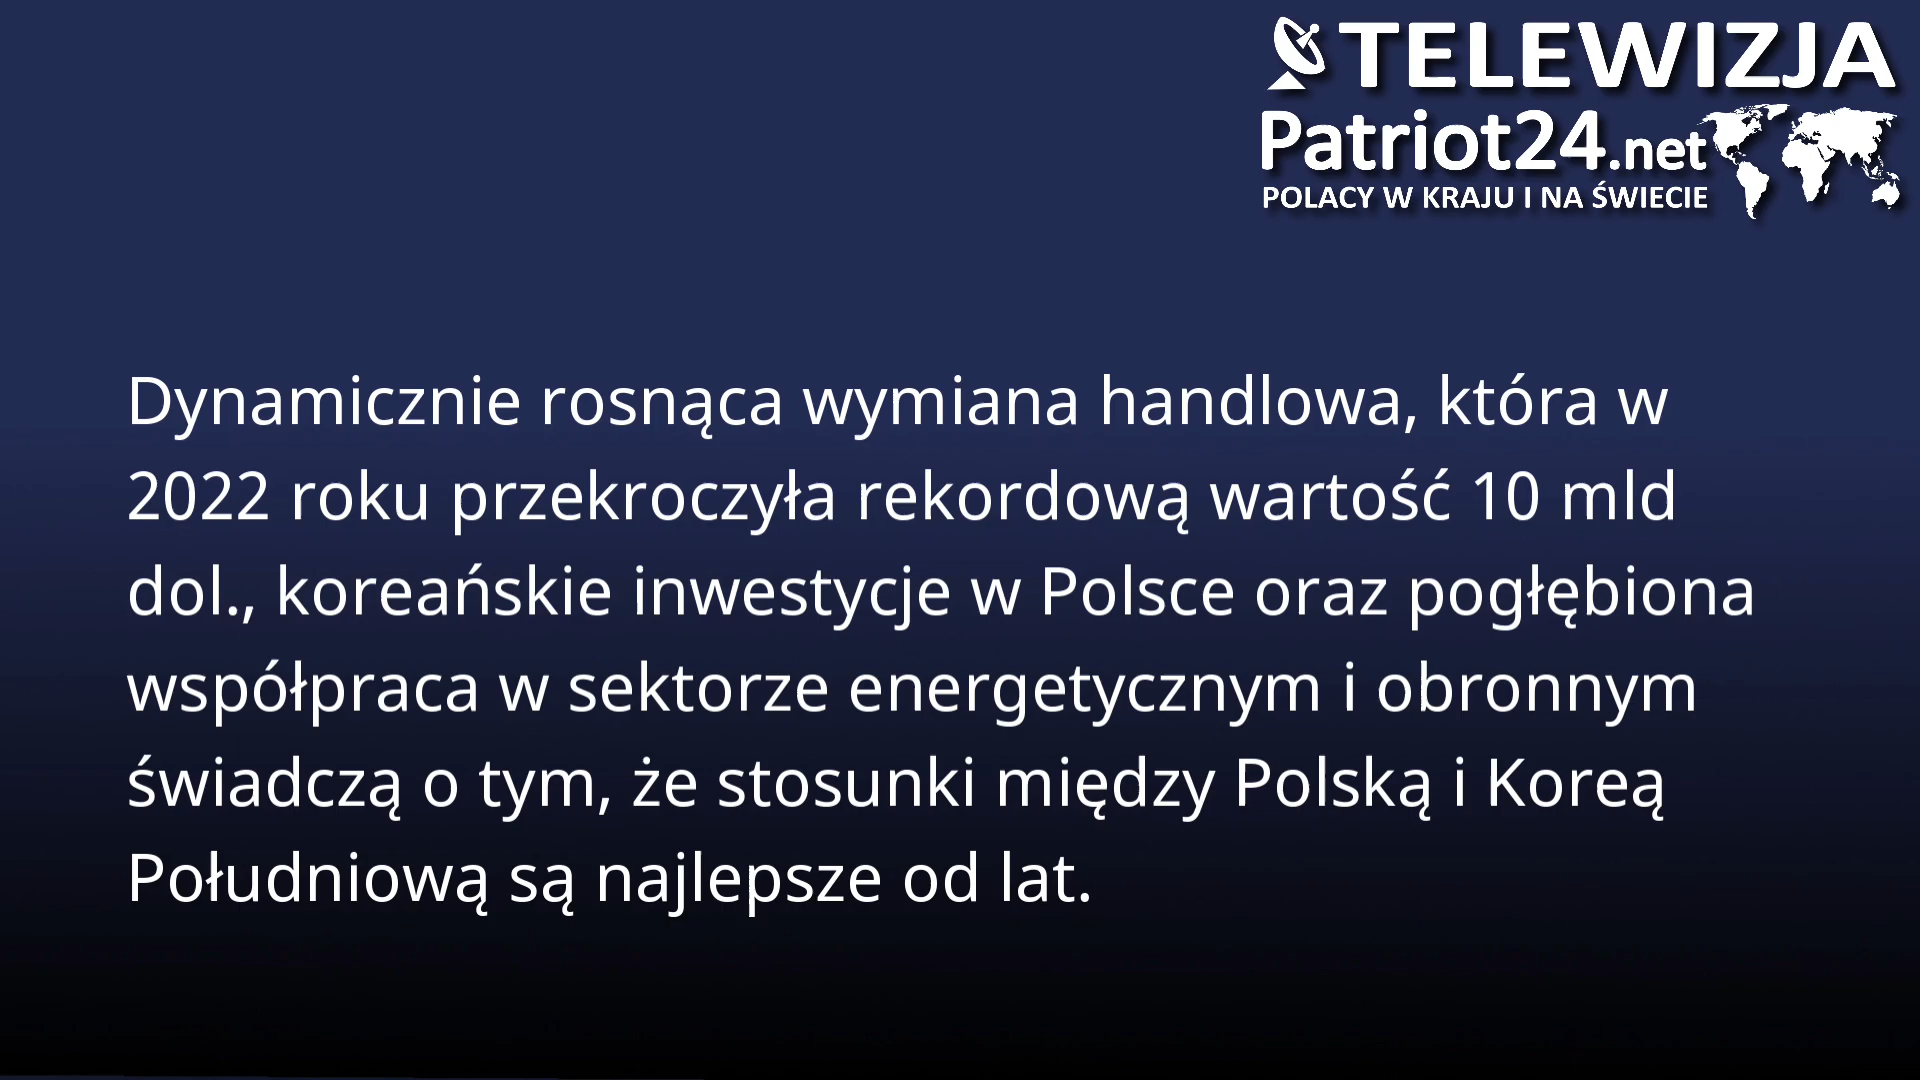 TELEWIZJA
Patriot24.net
POLACY W KRAJU I NA ŚWIECIE
Dynamicznie rosnąca wymiana handlowa, która w
2022 roku przekroczyła rekordową wartość 10 mld
dol., koreańskie inwestycje w Polsce oraz pogłębiona
współpraca w sektorze energetycznym i obronnym
świadczą o tym, że stosunki między Polską i Koreą
Południową są najlepsze od lat.